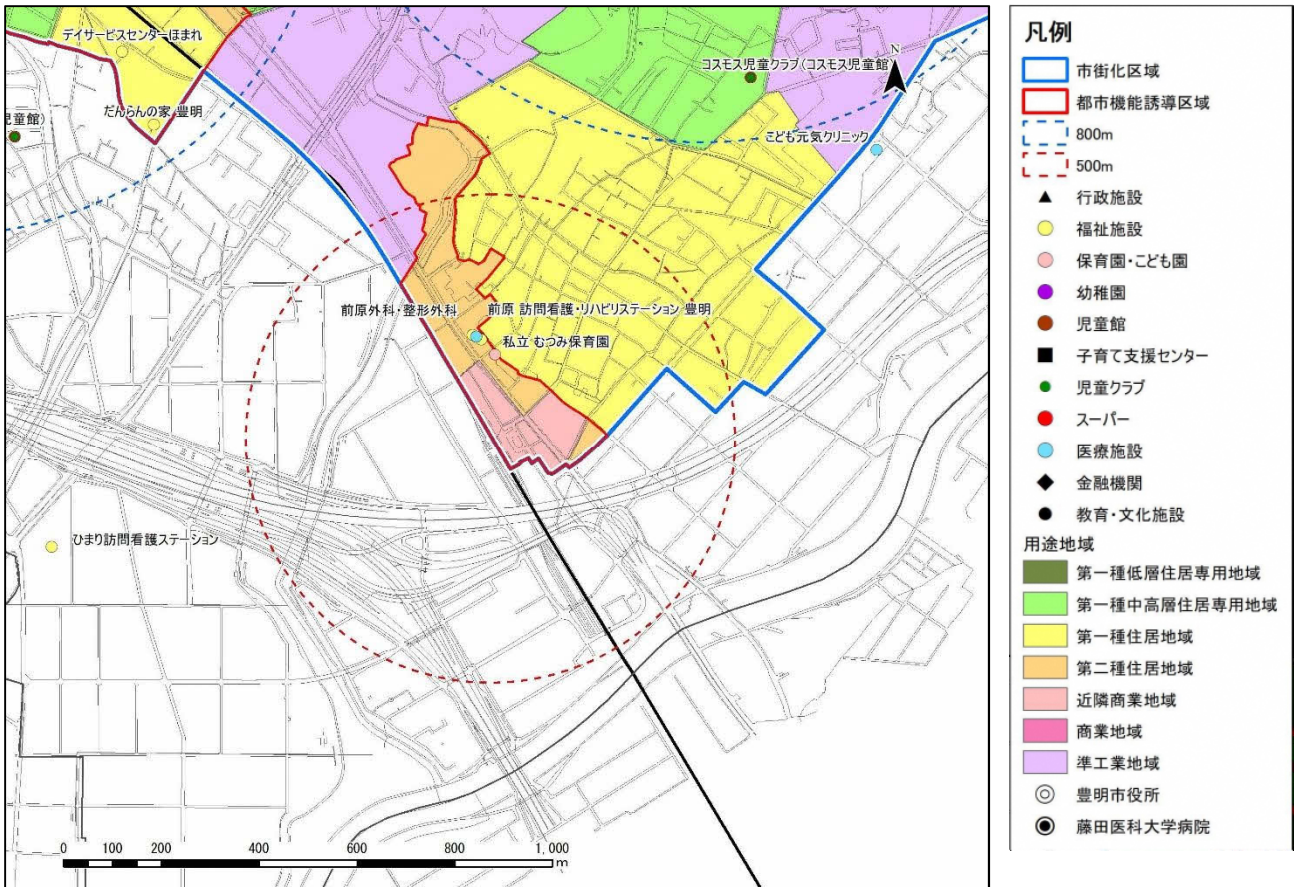 デイサービスセンターほまれ
コスモス児童クラブ(コスモス児童館)
N
だんらんの家 豊明
児童館)
こども元気クリニック
前原外科・整形外科
前原 訪問看護・リハビリステーション 豊明
私立 むつみ保育園
ひまり訪問看護ステーション
0 100 200 400 600 800 1,000
m
凡例
市街化区域
都市機能誘導区域
800m
500m
行政施設
福祉施設
保育園・こども園
幼稚園
児童館
子育て支援センター
児童クラブ
スーパー
医療施設
金融機関
教育・文化施設
用途地域
第一種低層住居専用地域
第一種中高層住居専用地域
第一種住居地域
第二種住居地域
近隣商業地域
商業地域
準工業地域
豊明市役所
藤田医科大学病院